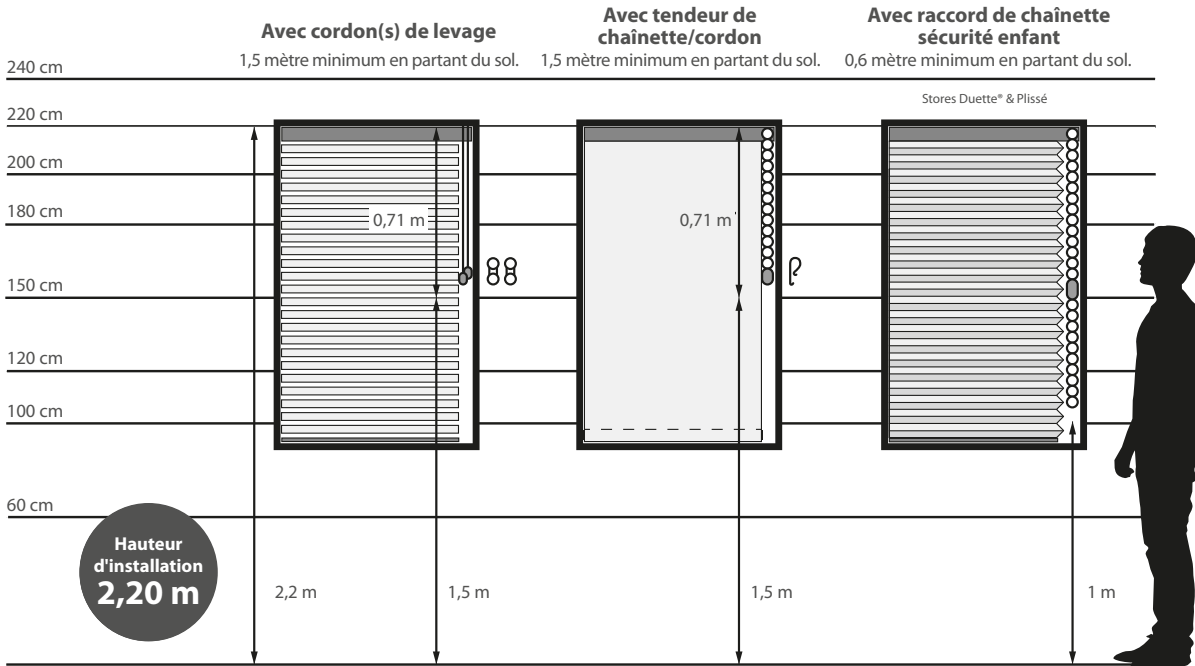 Avec cordon(s) de levage
1,5 mètre minimum en partant du sol.
Avec tendeur de
chaînette/cordon
1,5 mètre minimum en partant du sol.
Avec raccord de chaînette
sécurité enfant
0,6 mètre minimum en partant du sol.
Stores Duette® & Plissé
240 cm
220 cm
200 cm
180 cm
150 cm
120 cm
100 cm
60 cm
0,71 m
0,71 m
Hauteur
d'installation
2,20 m
2,2 m
1,5 m
1,5 m
1 m